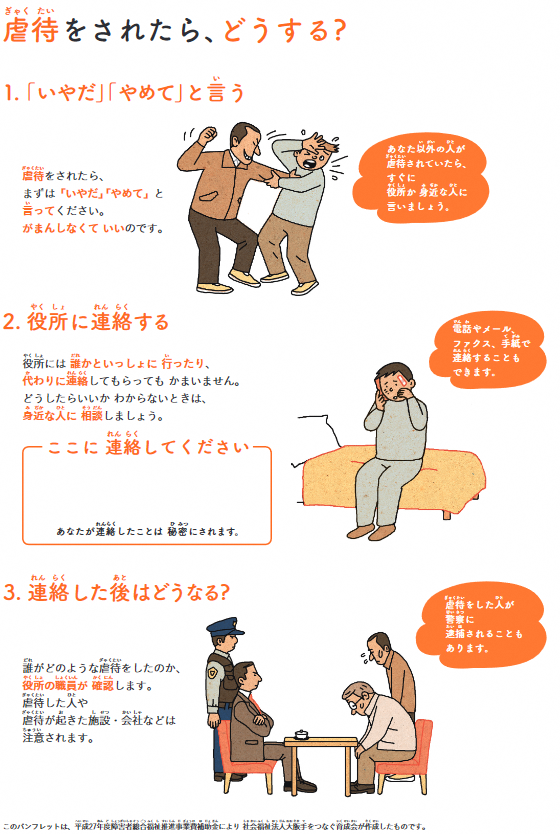 虐待をされたら、どうする?
1.「いやだ」「やめて」と言う
虐待をされたら、
まずは「いやだ」「やめて」と
言ってください。
がまんしなくて いいのです。
あなた以外の人が
虐待されていたら、
すぐに
役所か 身近な人に
言いましょう。
2. 役所に連絡する
役所には 誰かといっしょに 行ったり、
代わりに連絡してもらっても かまいません。
どうしたらいいか わからないときは、
身近な人に 相談しましょう。
電話やメール、
ファクス、手紙で
連絡することも
できます。
ここに 連絡してください
あなたが連絡したことは 秘密にされます。
3. 連絡した後はどうなる?
誰がどのような虐待をしたのか、
役所の職員が 確認します。
虐待した人や
虐待が起きた施設・会社などは
注意されます。
虐待をした人が
警察に
逮捕されることも
あります。
このパンフレットは、平成27年度障害者総合福祉推進事業費補助金により 社会福祉法人大阪手をつなぐ育成会が作成したものです。